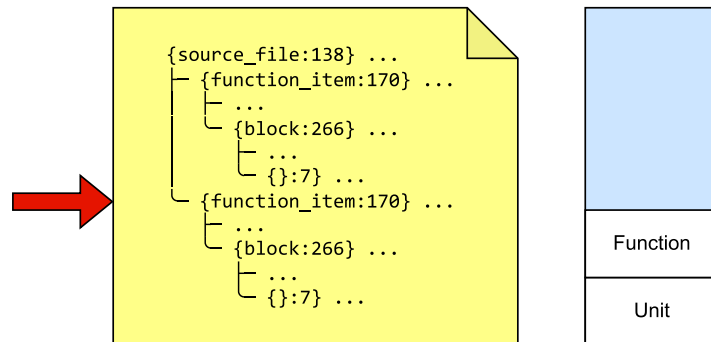 {source_file:138} ...
├─ {function_item:170} ...
│  ├─ ...
│  ╰─ {block:266} ...
│     ├─ ...
│     ╰─ {}:7} ...
╰─ {function_item:170} ...
   ├─ ...
   ╰─ {block:266} ...
      ├─ ...
      ╰─ {}:7} ...
Function
Unit